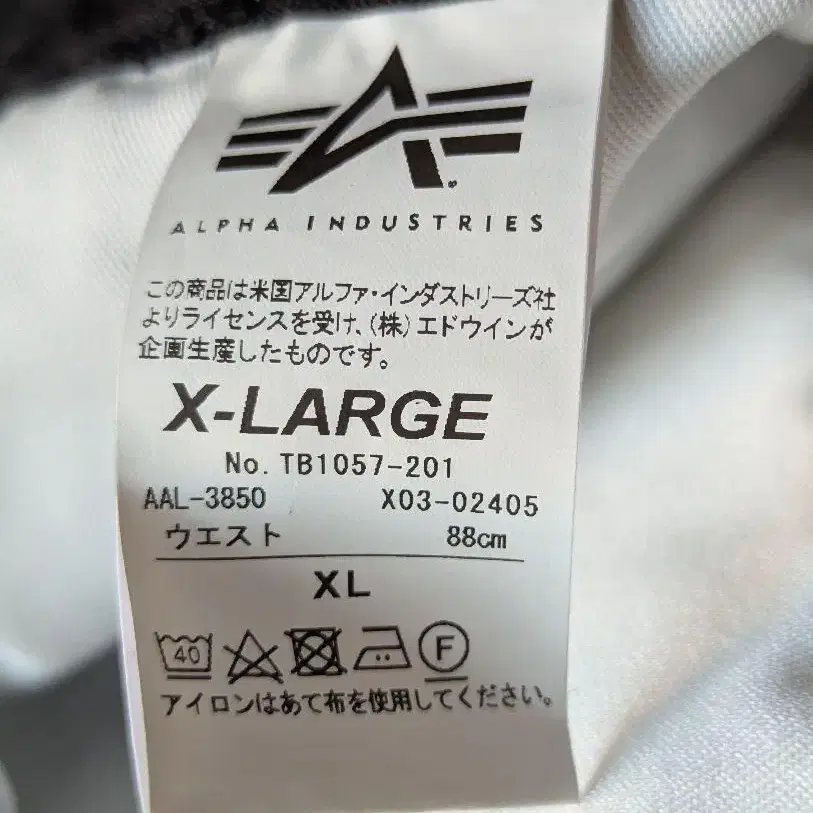 ALPHA INDUSTRIES
この商品は米国アルファ・インダストリーズ社
よりライセンスを受け、(株)エドウインが
企画生産したものです。
X-LARGE
No. TB1057-201
AAL-3850 X03-02405
ウエスト 88cm
XL
40 F
アイロンはあて布を使用してください。